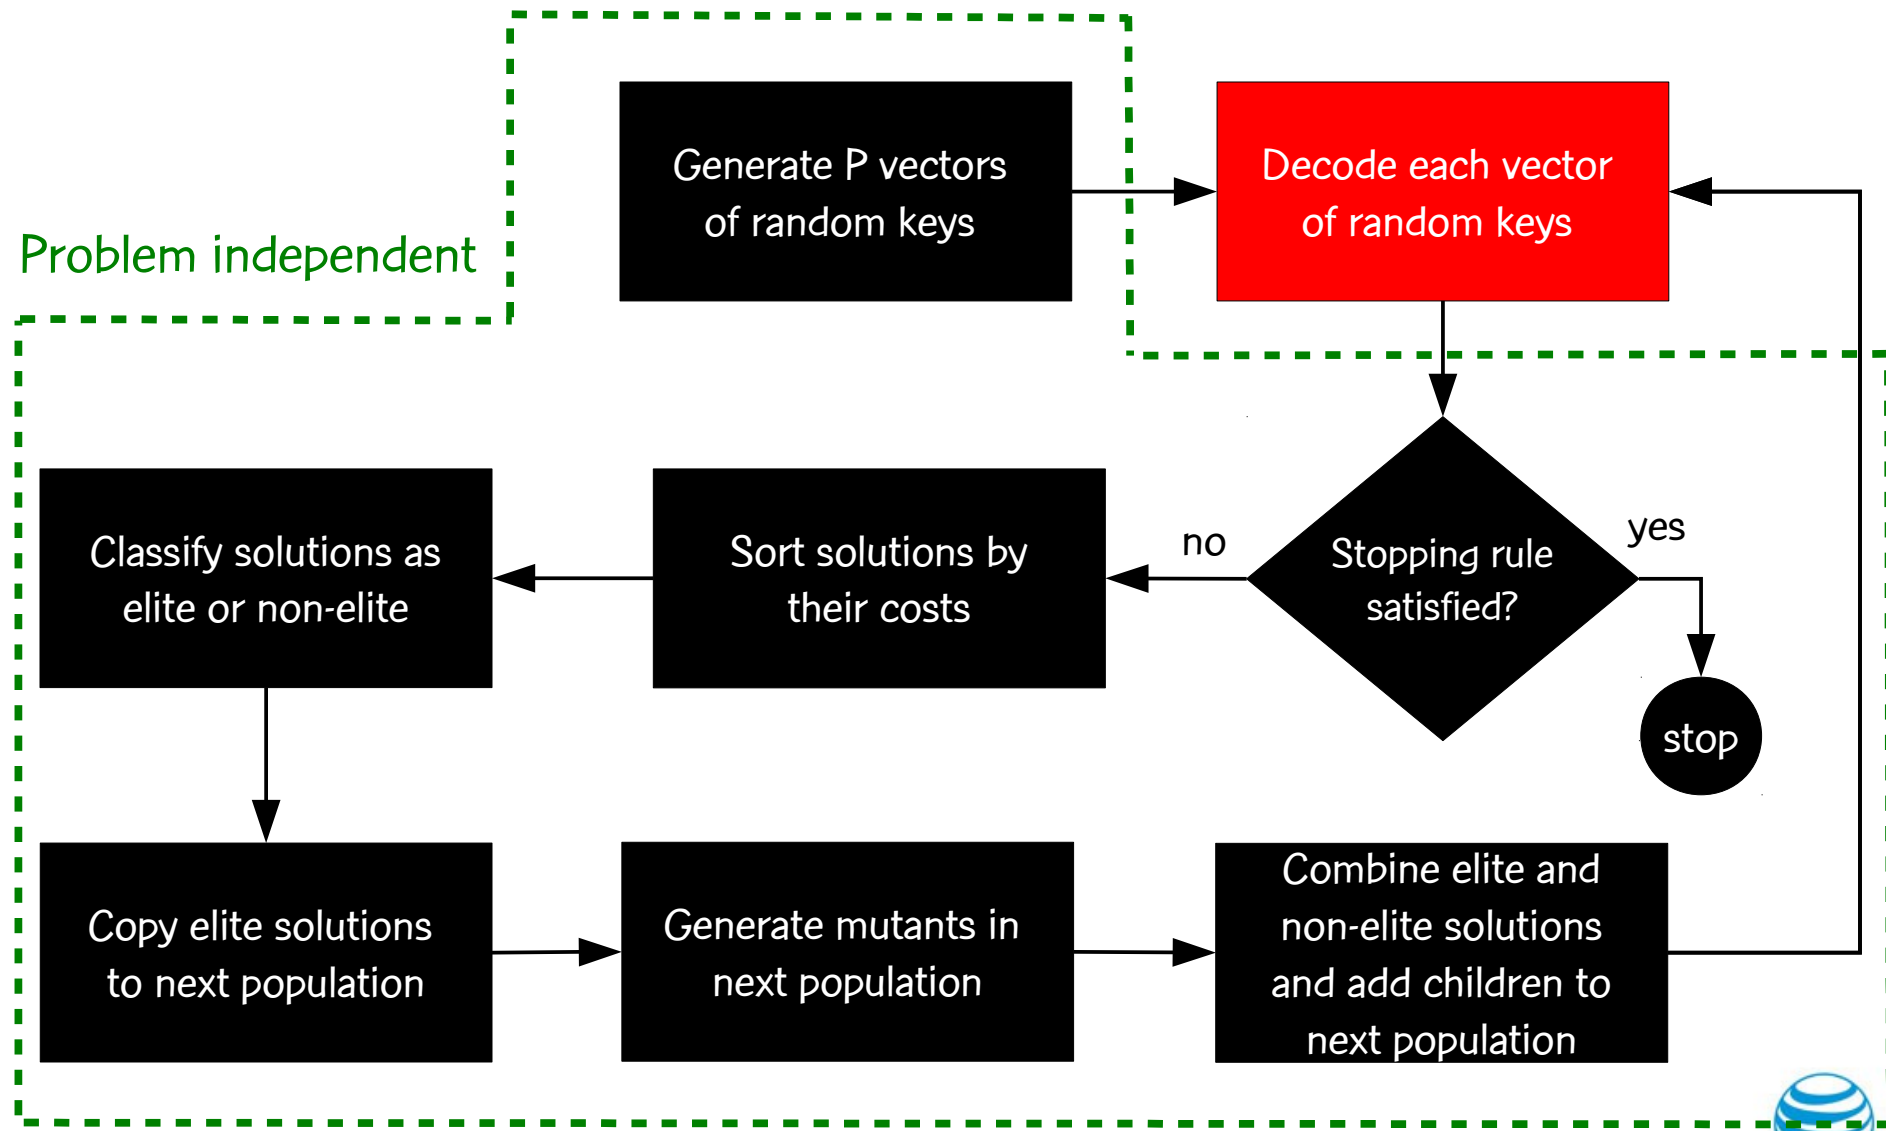 Generate P vectors
of random keys
Decode each vector
of random keys
Problem independent
Classify solutions as
elite or non-elite
Sort solutions by
their costs
no
Stopping rule
satisfied?
yes
stop
Copy elite solutions
to next population
Generate mutants in
next population
Combine elite and
non-elite solutions
and add children to
next population